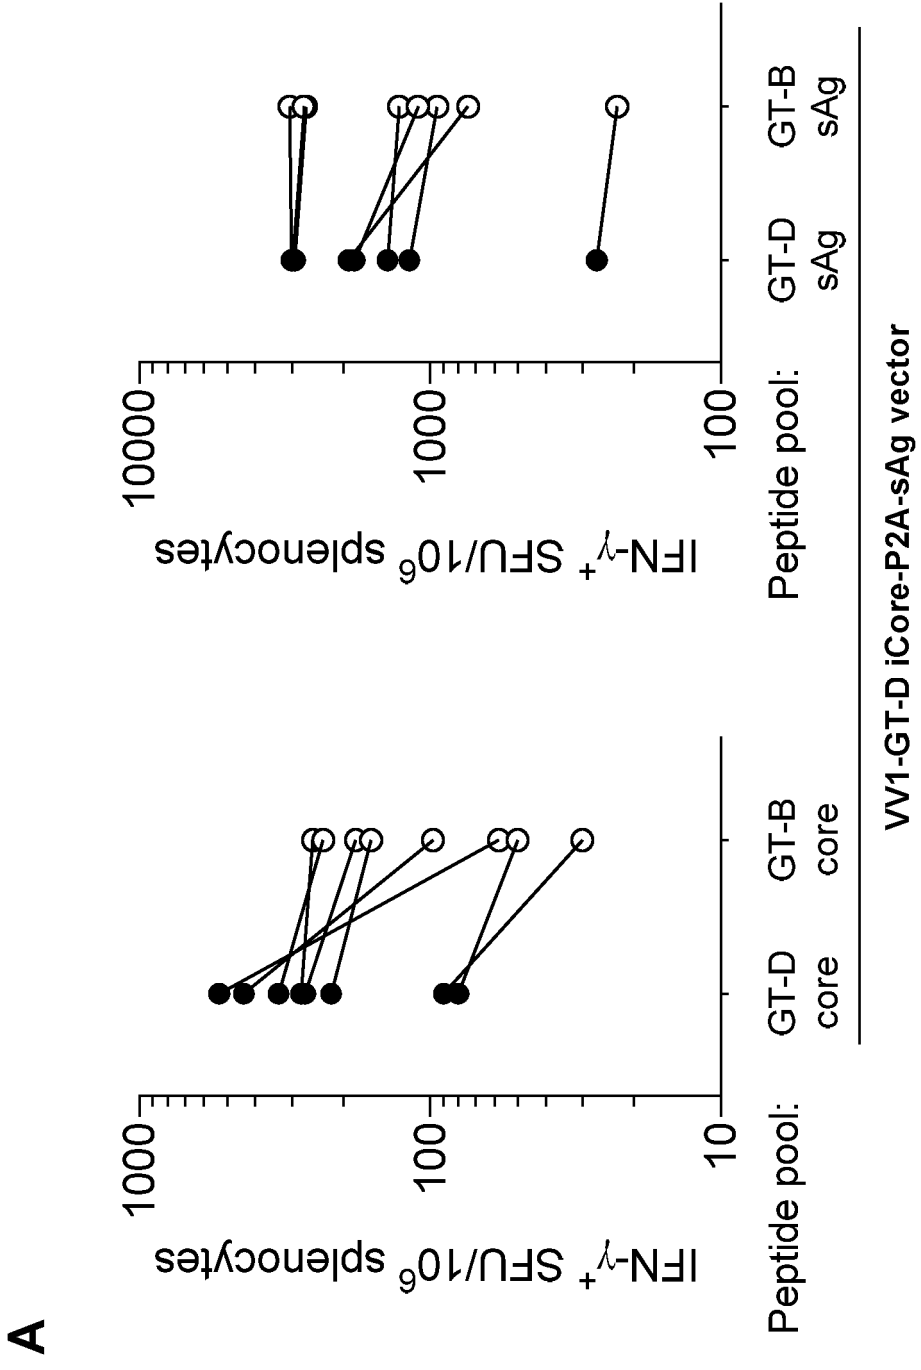 A
IFN-γ+ SFU/10⁶ splenocytes
1000
100
10
Peptide pool:
GT-D
core
GT-B
core
IFN-γ+ SFU/10⁶ splenocytes
10000
1000
100
Peptide pool:
GT-D
sAg
GT-B
sAg
VV1-GT-D iCore-P2A-sAg vector